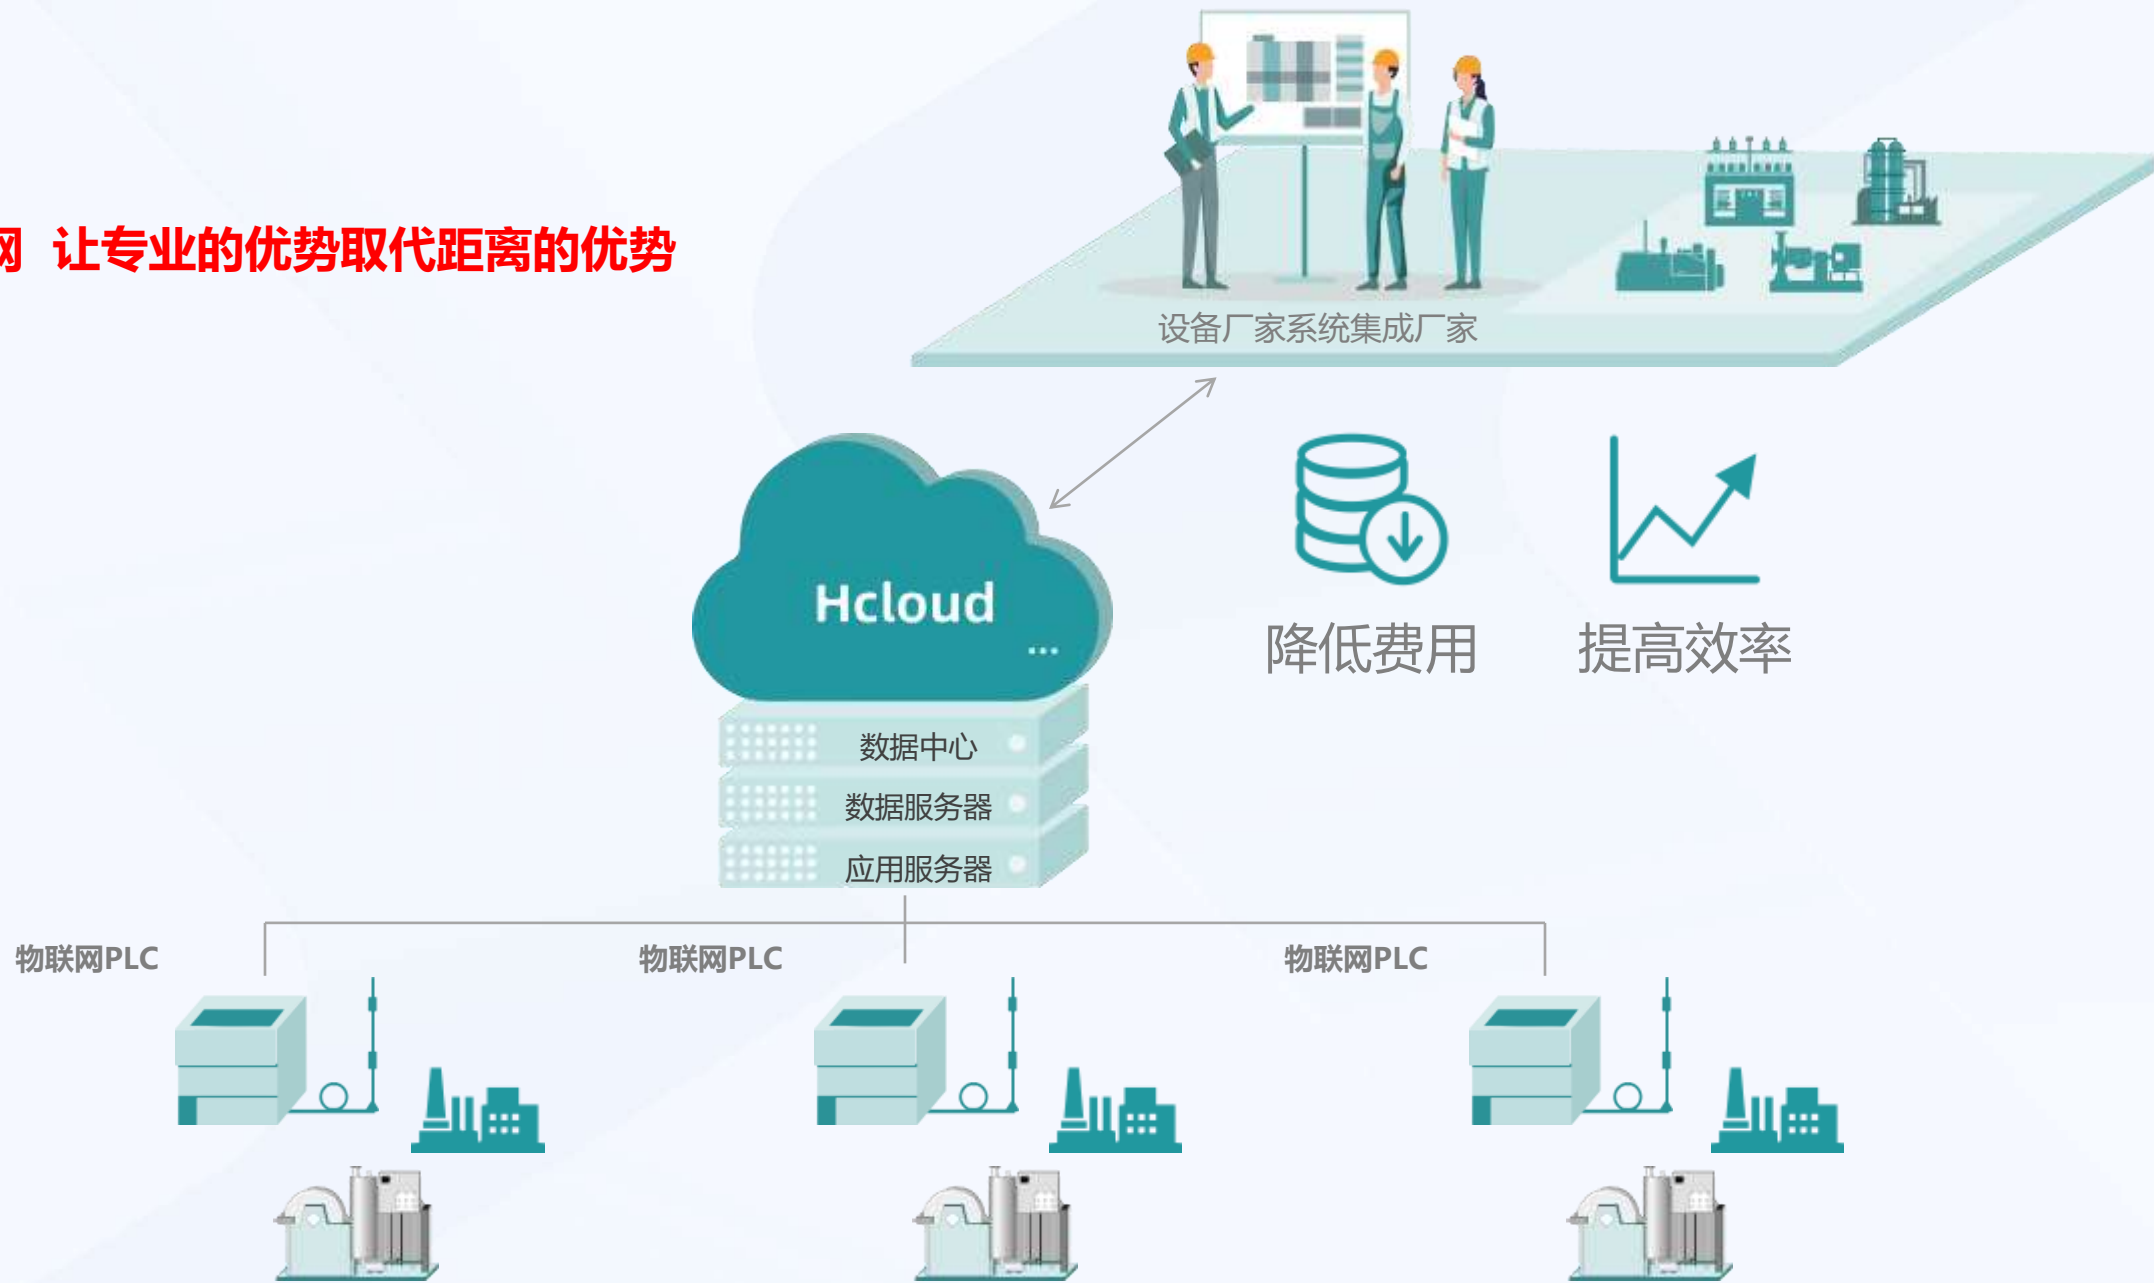 网 让专业的优势取代距离的优势
设备厂家系统集成厂家
Hcloud
...
降低费用
提高效率
数据中心
数据服务器
应用服务器
物联网PLC
物联网PLC
物联网PLC